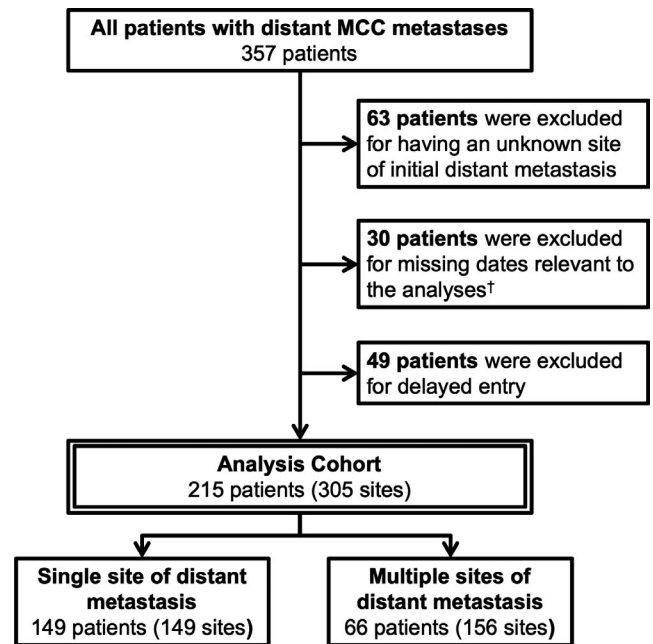 All patients with distant MCC metastases
357 patients
63 patients were excluded
for having an unknown site
of initial distant metastasis
30 patients were excluded
for missing dates relevant to
the analyses†
49 patients were excluded
for delayed entry
Analysis Cohort
215 patients (305 sites)
Single site of distant
metastasis
149 patients (149 sites)
Multiple sites of
distant metastasis
66 patients (156 sites)